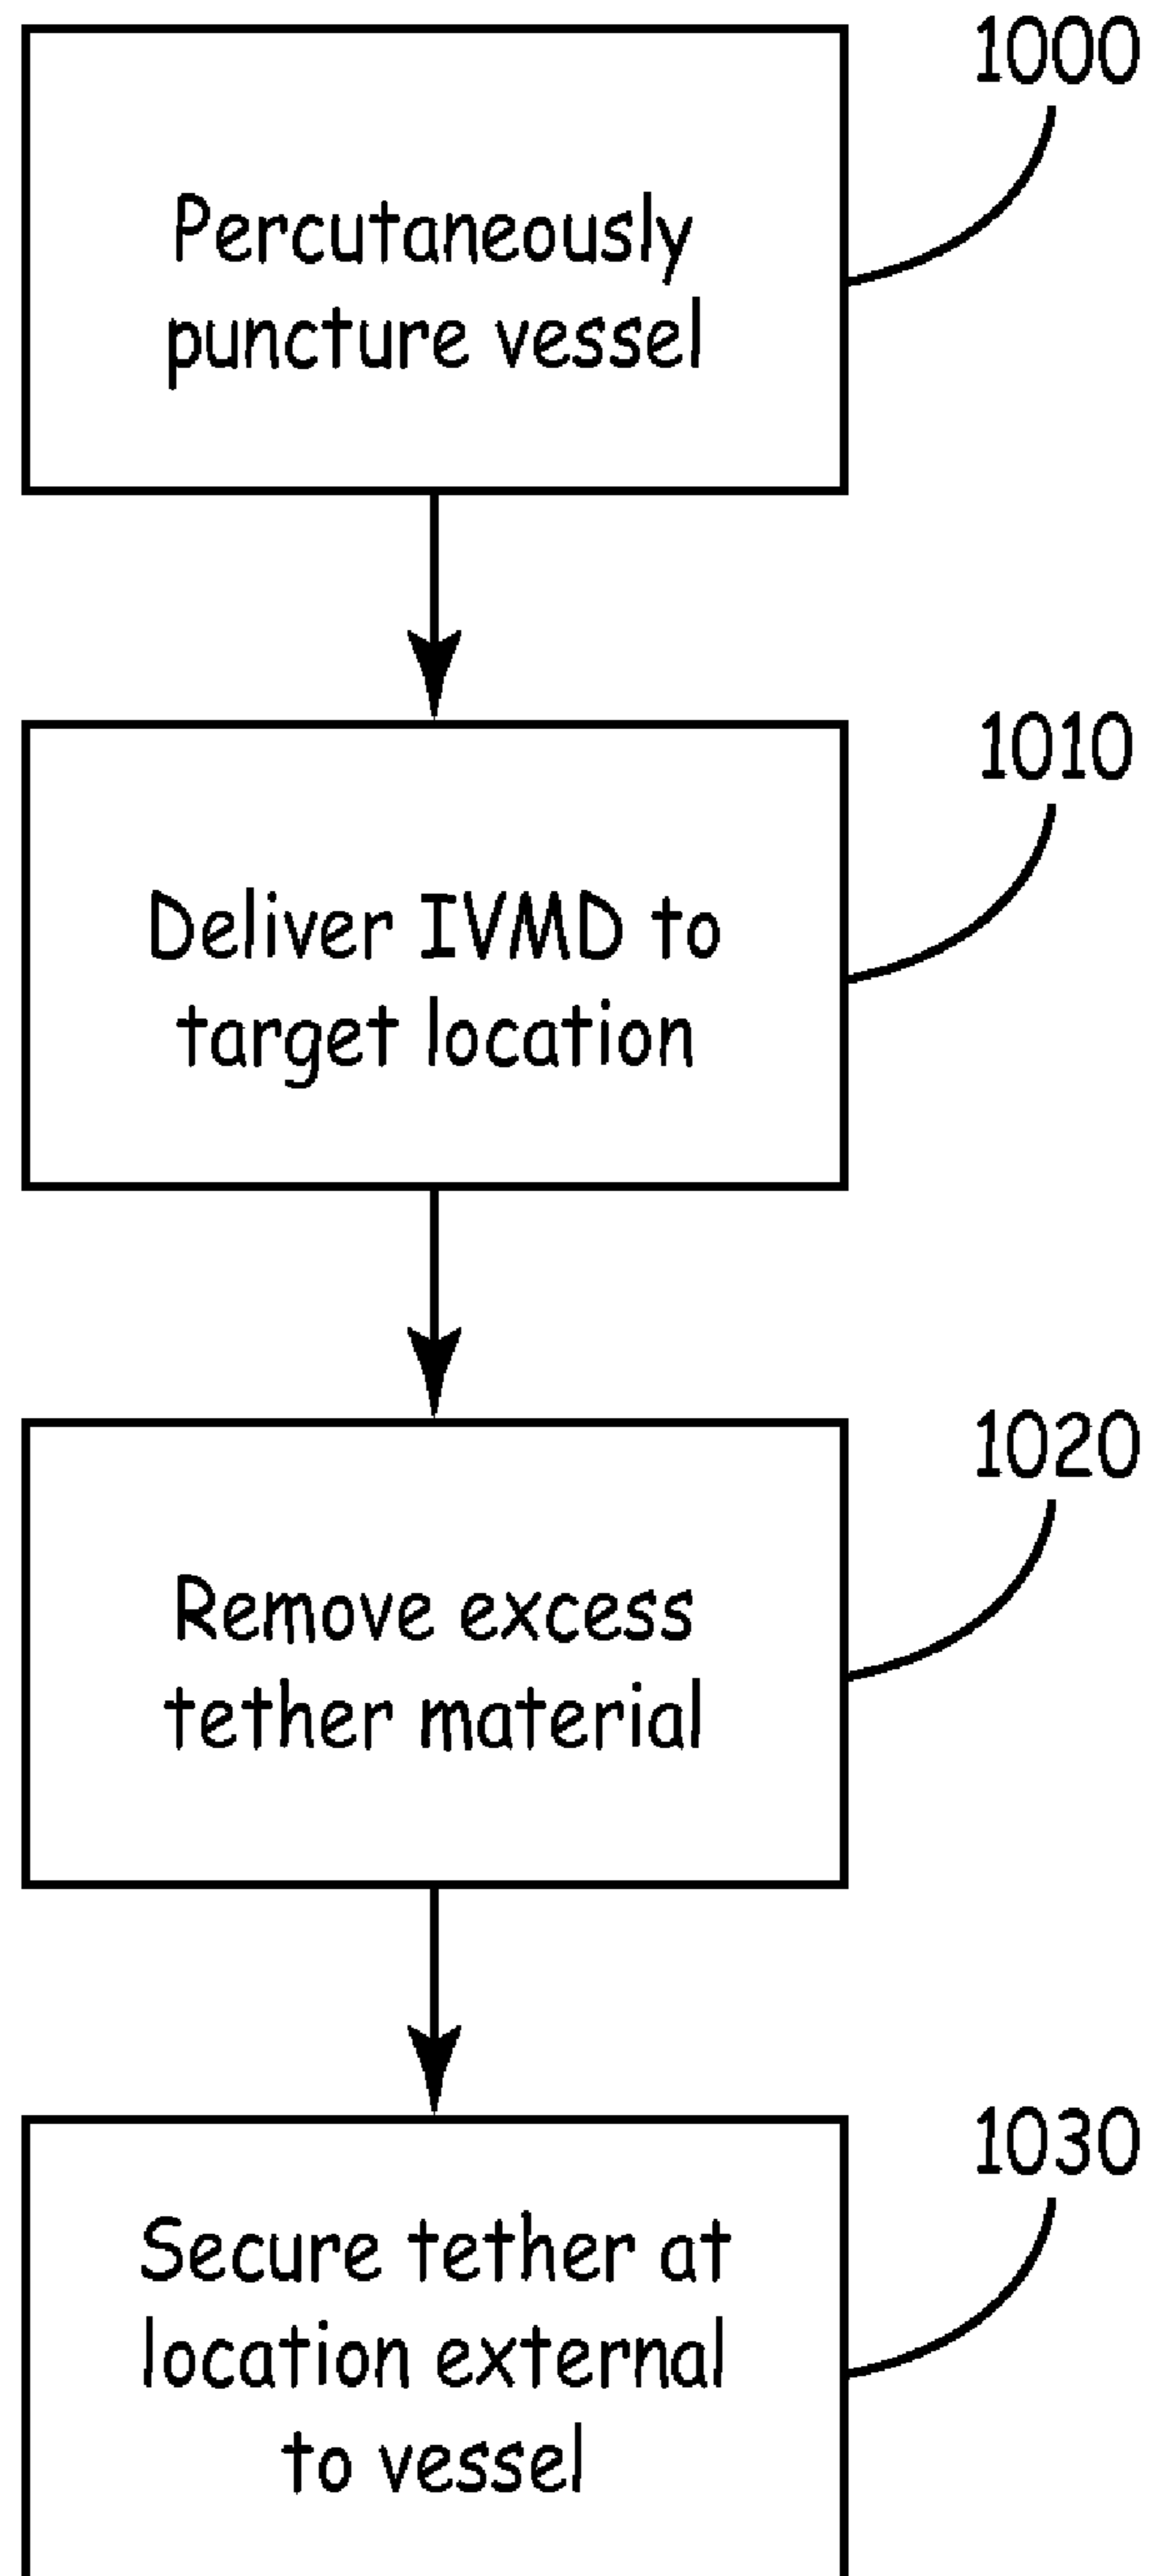 1000
Percutaneously
puncture vessel
1010
Deliver IVMD to
target location
1020
Remove excess
tether material
1030
Secure tether at
location external
to vessel